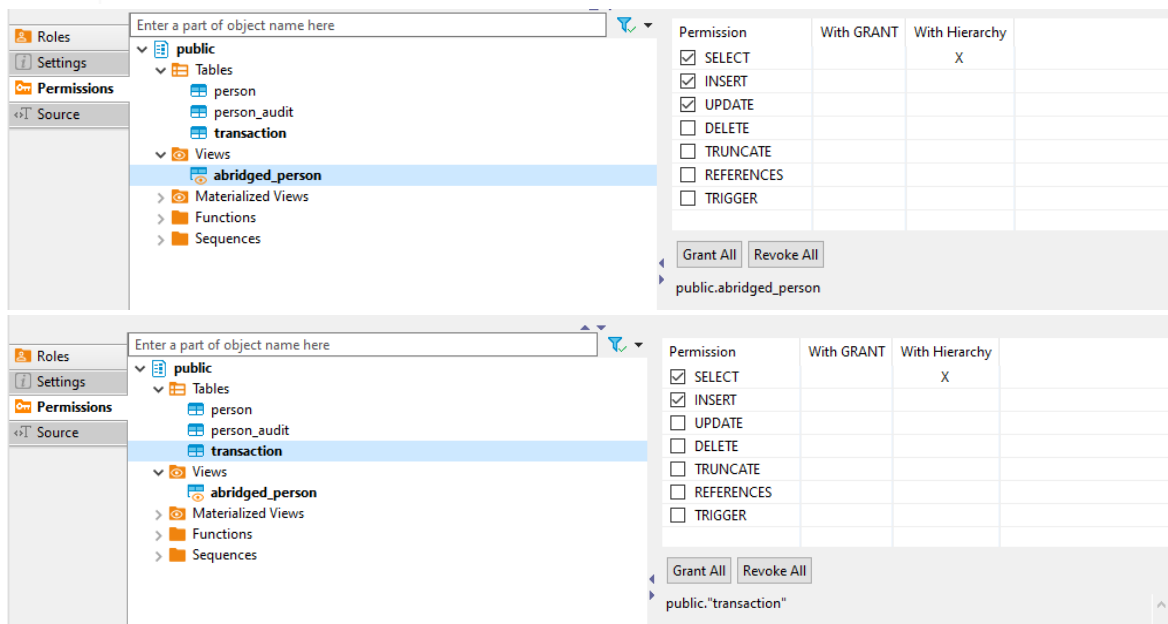 Enter a part of object name here
Permission With GRANT With Hierarchy
Roles
Settings
Permissions
Source
public
Tables
person
person_audit
transaction
Views
abridged_person
Materialized Views
Functions
Sequences
SELECT X
INSERT
UPDATE
DELETE
TRUNCATE
REFERENCES
TRIGGER
Grant All Revoke All
public.abridged_person
Enter a part of object name here
Permission With GRANT With Hierarchy
Roles
Settings
Permissions
Source
public
Tables
person
person_audit
transaction
Views
abridged_person
Materialized Views
Functions
Sequences
SELECT X
INSERT
UPDATE
DELETE
TRUNCATE
REFERENCES
TRIGGER
Grant All Revoke All
public."transaction"